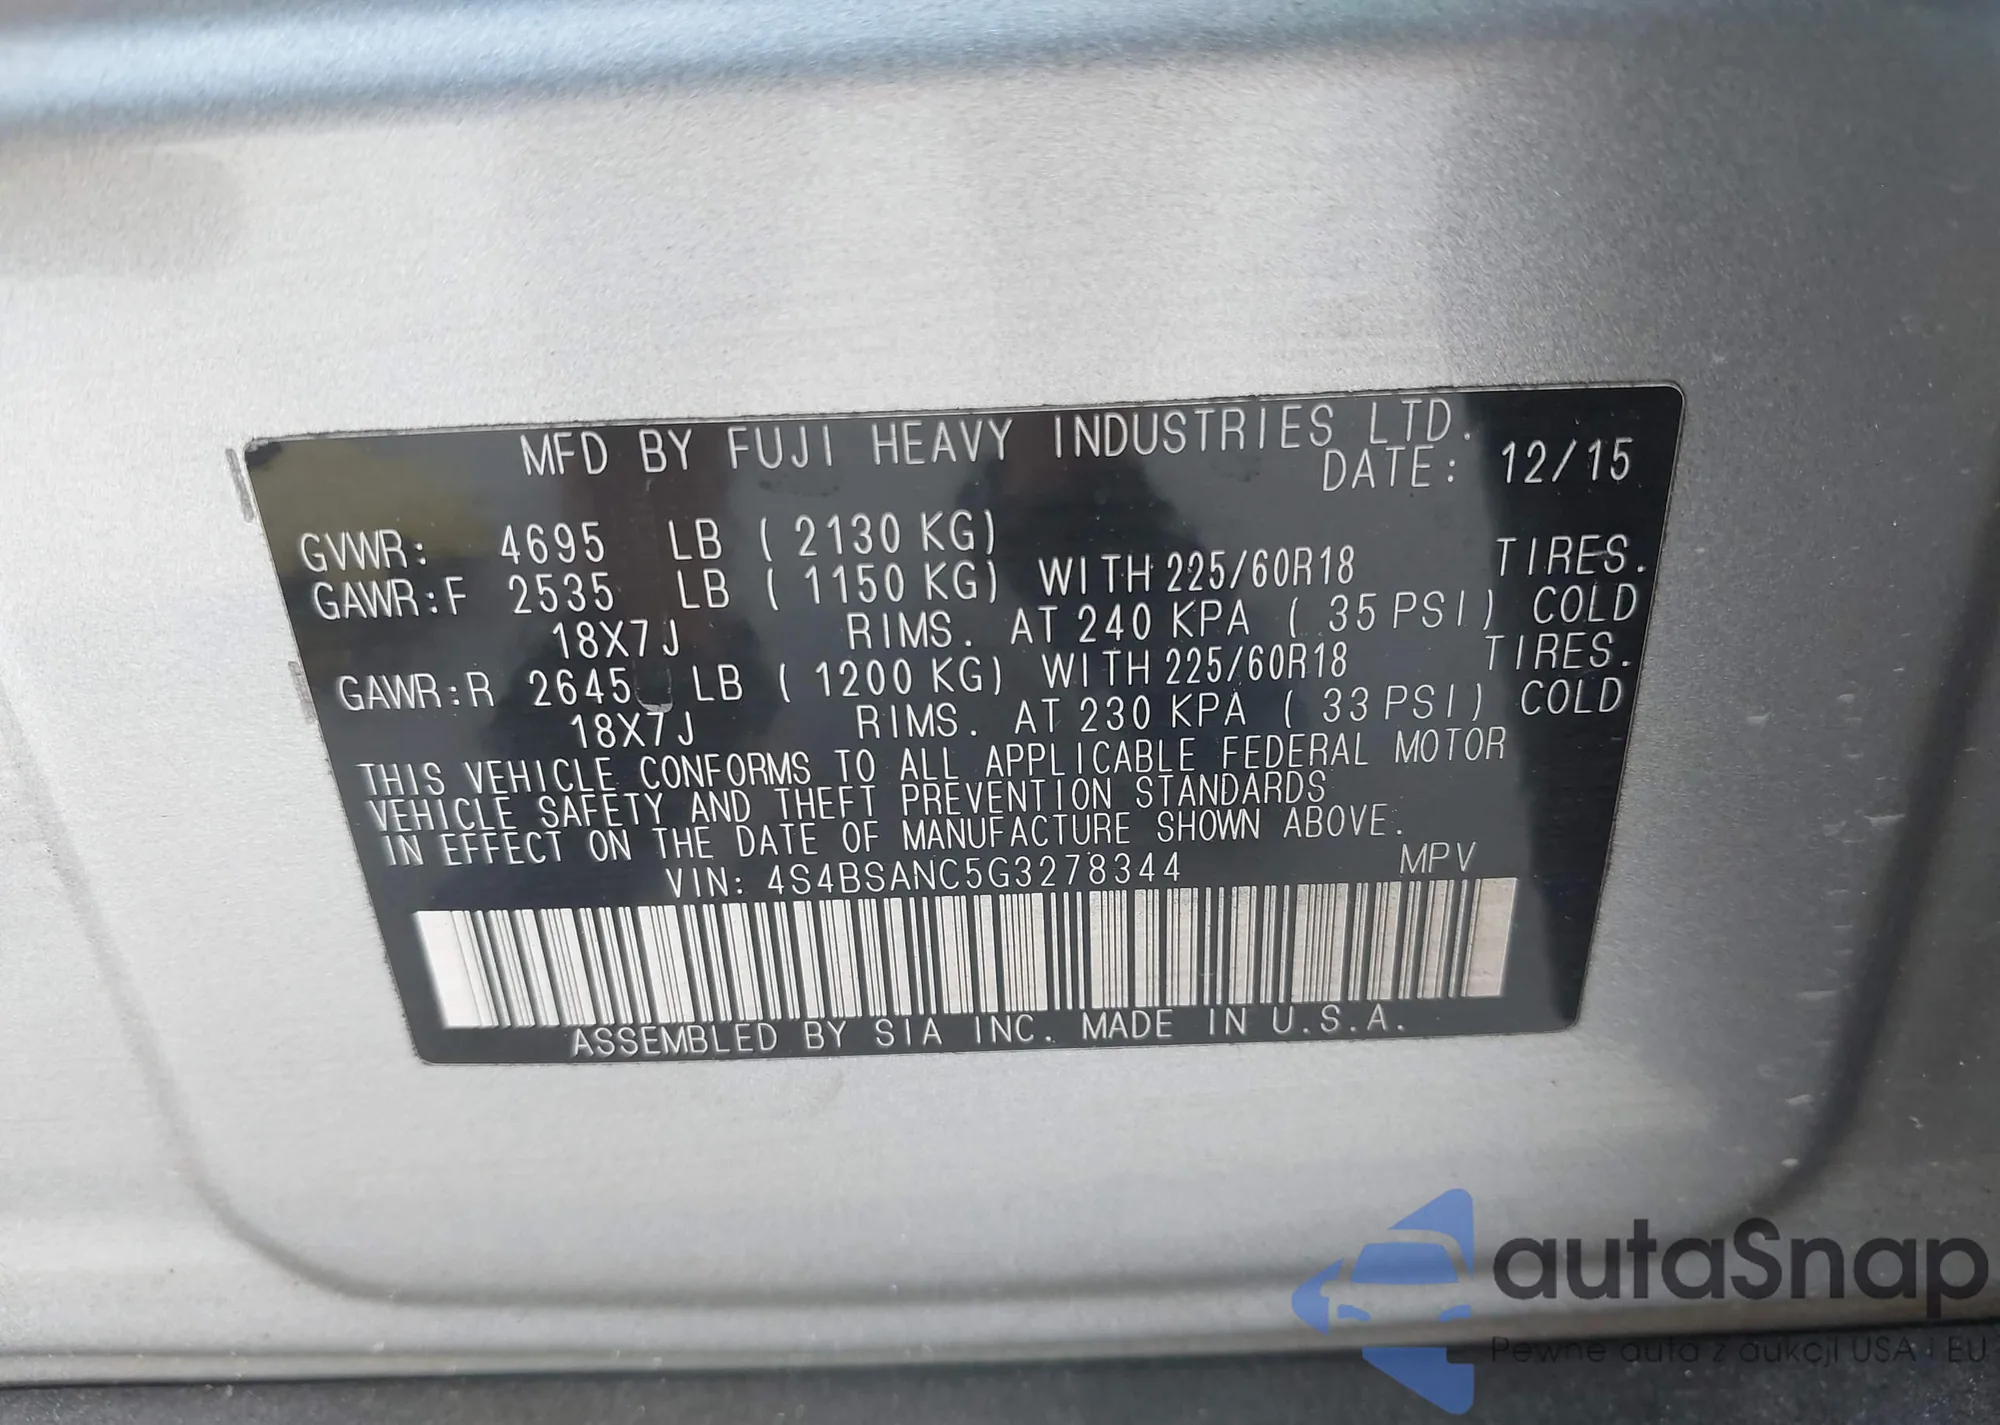 MFD BY FUJI HEAVY INDUSTRIES LTD.
DATE: 12/15
GVWR: 4695 LB ( 2130 KG)
GAWR:F 2535 LB ( 1150 KG) WITH 225/60R18 TIRES.
18X7J RIMS. AT 240 KPA ( 35 PSI) COLD
GAWR:R 2645 LB ( 1200 KG) WITH 225/60R18 TIRES.
18X7J RIMS. AT 230 KPA ( 33 PSI) COLD
THIS VEHICLE CONFORMS TO ALL APPLICABLE FEDERAL MOTOR
VEHICLE SAFETY AND THEFT PREVENTION STANDARDS
IN EFFECT ON THE DATE OF MANUFACTURE SHOWN ABOVE.
VIN: 4S4BSANC5G3278344 MPV
ASSEMBLED BY SIA INC. MADE IN U.S.A.
autaSnap
Pewne auta z aukcji USA i EU